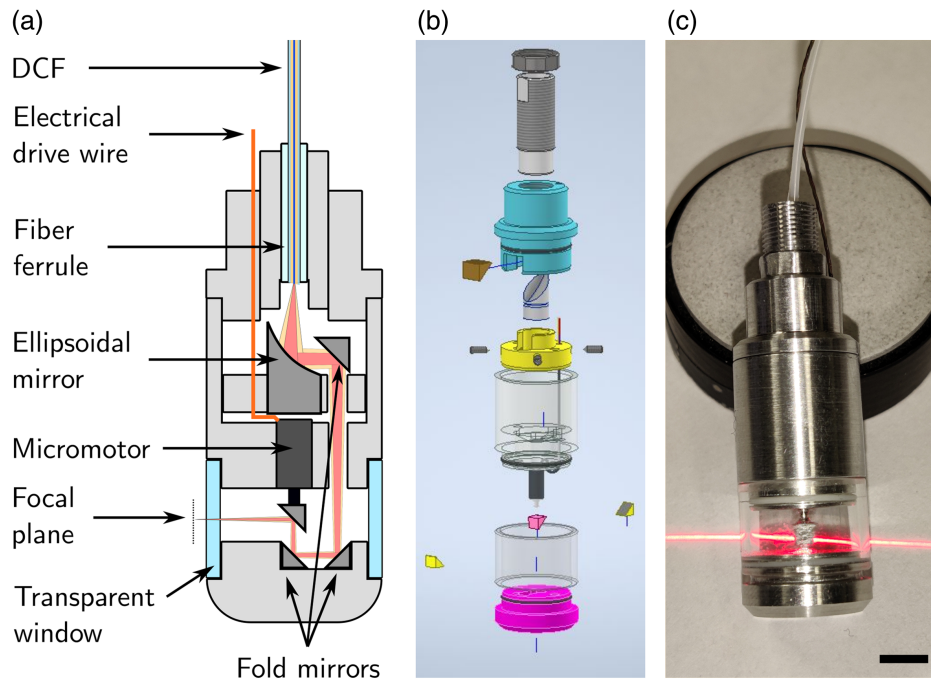 (a)
(b)
(c)
DCF
Electrical
drive wire
Fiber
ferrule
Ellipsoidal
mirror
Micromotor
Focal
plane
Transparent
window
Fold mirrors